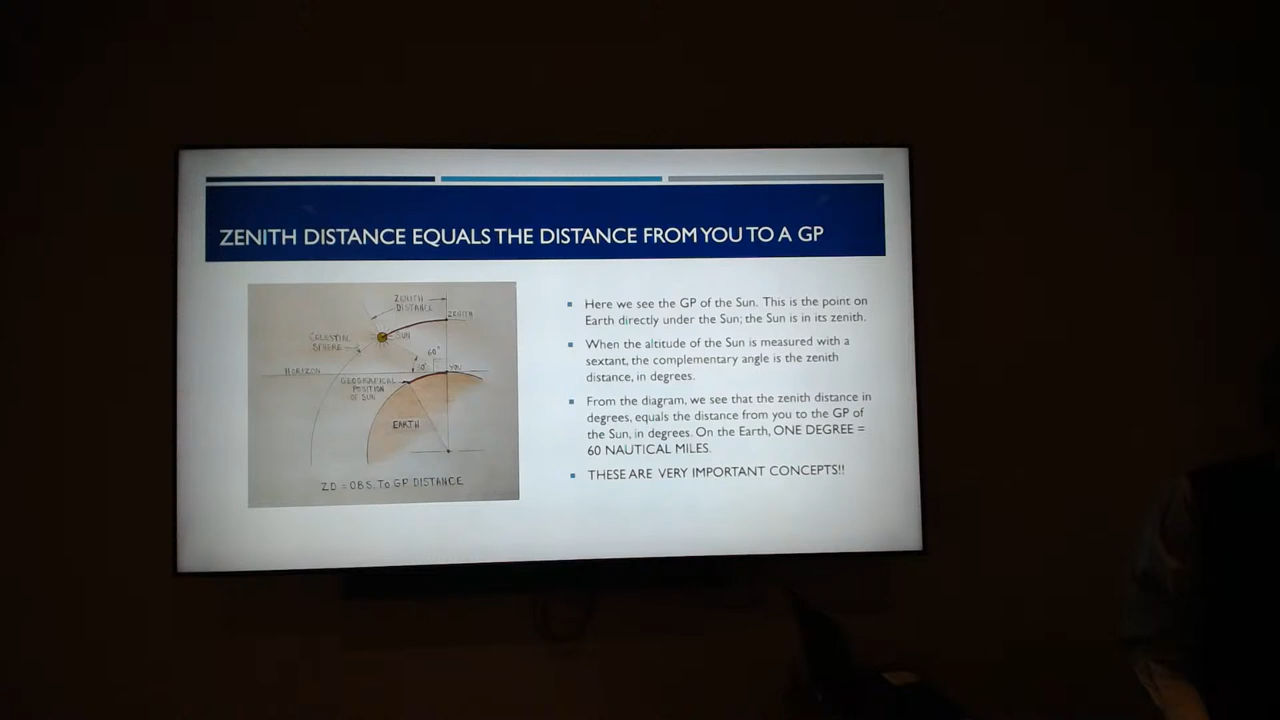 ZENITH DISTANCE EQUALS THE DISTANCE FROM YOU TO A GP
ZENITH
DISTANCE
ZENITH
SUN
CELESTIAL
SPHERE
60°
30°
YOU
HORIZON
GEOGRAPHICAL
POSITION
OF SUN
EARTH
ZD = OBS. TO GP DISTANCE
▪ Here we see the GP of the Sun. This is the point on
Earth directly under the Sun; the Sun is in its zenith.
▪ When the altitude of the Sun is measured with a
sextant, the complementary angle is the zenith
distance, in degrees.
▪ From the diagram, we see that the zenith distance in
degrees, equals the distance from you to the GP of
the Sun, in degrees. On the Earth, ONE DEGREE =
60 NAUTICAL MILES.
▪ THESE ARE VERY IMPORTANT CONCEPTS!!